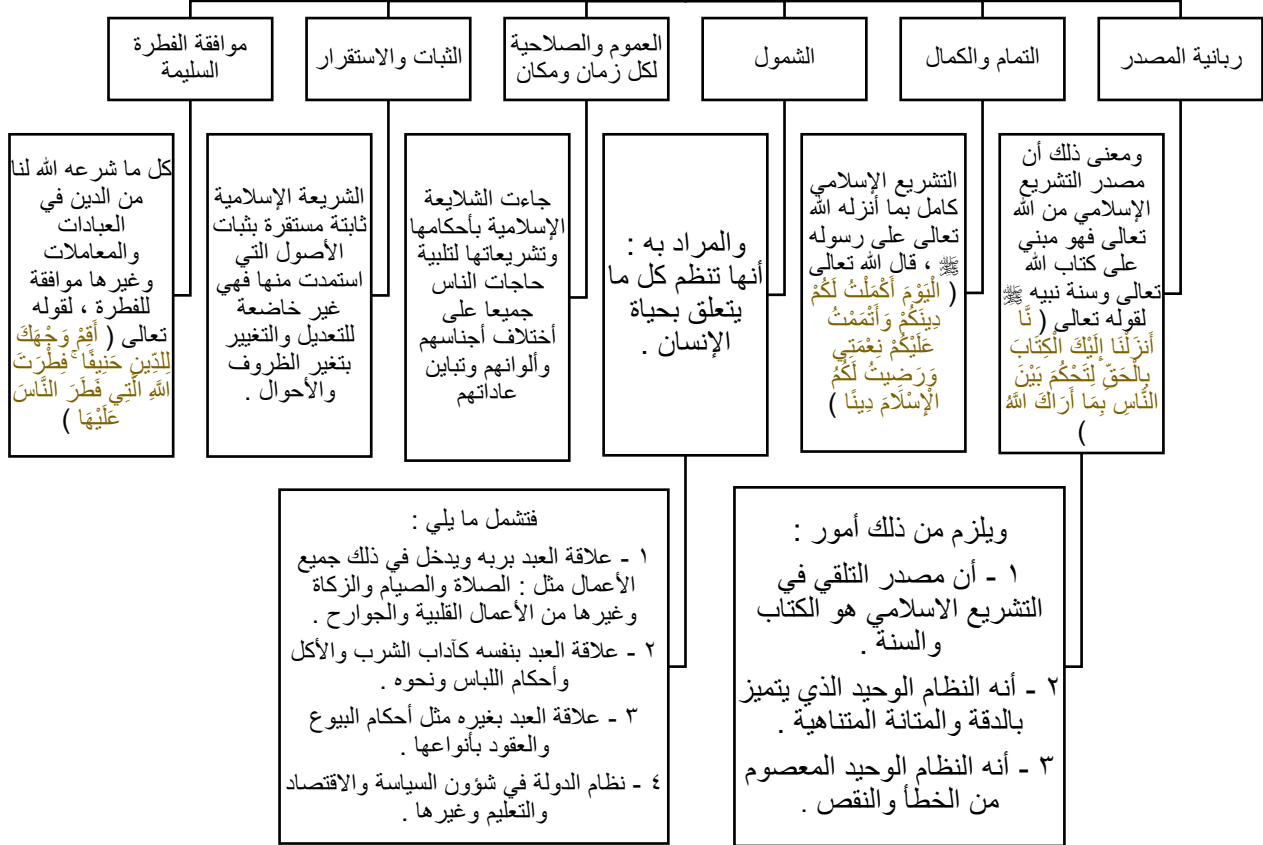 ربانية المصدر
التمام والكمال
الشمول
العموم والصلاحية
لكل زمان ومكان
الثبات والاستقرار
موافقة الفطرة
السليمة
ومعنى ذلك أن
مصدر التشريع
الإسلامي من الله
تعالى فهو مبني
على كتاب الله
تعالى وسنة نبيه ﷺ
لقوله تعالى ( نَّا
أَنزَلْنَا إِلَيْكَ الْكِتَابَ
بِالْحَقِّ لِتَحْكُمَ بَيْنَ
النَّاسِ بِمَا أَرَاكَ اللَّهُ
)
التشريع الإسلامي
كامل بما أنزله الله
تعالى على رسوله
ﷺ ، قال الله تعالى
( الْيَوْمَ أَكْمَلْتُ لَكُمْ
دِينَكُمْ وَأَتْمَمْتُ
عَلَيْكُمْ نِعْمَتِي
وَرَضِيتُ لَكُمُ
الْإِسْلَامَ دِينًا )
والمراد به :
أنها تنظم كل ما
يتعلق بحياة
الإنسان .
جاءت الشلايعة
الإسلامية بأحكامها
وتشريعاتها لتلبية
حاجات الناس
جميعا على
أختلاف أجناسهم
وألوانهم وتباين
عاداتهم
الشريعة الإسلامية
ثابتة مستقرة بثبات
الأصول التي
استمدت منها فهي
غير خاضعة
للتعديل والتغيير
بتغير الظروف
والأحوال .
كل ما شرعه الله لنا
من الدين في
العبادات
والمعاملات
وغيرها موافقة
للفطرة ، لقوله
تعالى ( أَقِمْ وَجْهَكَ
لِلدِّينِ حَنِيفًا ۚ فِطْرَتَ
اللَّهِ الَّتِي فَطَرَ النَّاسَ
عَلَيْهَا )
ويلزم من ذلك أمور :
١ - أن مصدر التلقي في
التشريع الاسلامي هو الكتاب
والسنة .
٢ - أنه النظام الوحيد الذي يتميز
بالدقة والمتانة المتناهية .
٣ - أنه النظام الوحيد المعصوم
من الخطأ والنقص .
فتشمل ما يلي :
١ - علاقة العبد بربه ويدخل في ذلك جميع
الأعمال مثل : الصلاة والصيام والزكاة
وغيرها من الأعمال القلبية والجوارح .
٢ - علاقة العبد بنفسه كآداب الشرب والأكل
وأحكام اللباس ونحوه .
٣ - علاقة العبد بغيره مثل أحكام البيوع
والعقود بأنواعها .
٤ - نظام الدولة في شؤون السياسة والاقتصاد
والتعليم وغيرها .